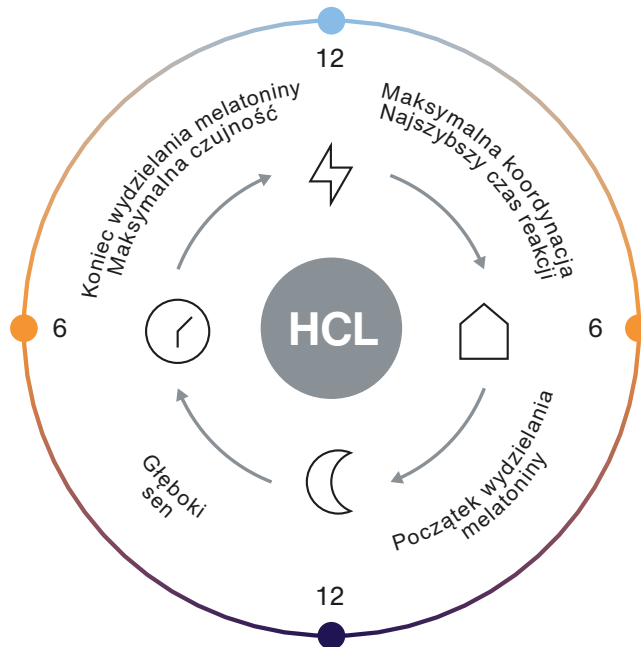 12
Koniec wydzielania melatoniny
Maksymalna czujność
Maksymalna koordynacja
Najszybszy czas reakcji
6
HCL
6
Głęboki
sen
Początek wydzielania
melatoniny
12